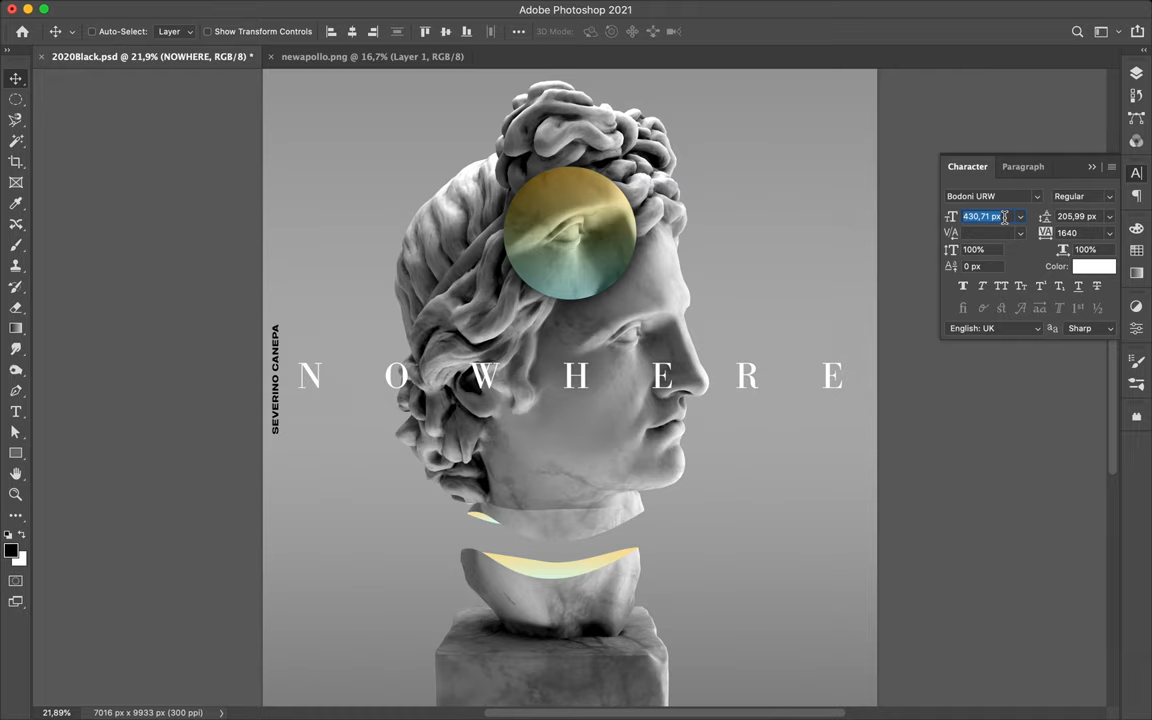 Adobe Photoshop 2021
Auto-Select: Layer Show Transform Controls 3D Mode:
2020Black.psd @ 21,9% (NOWHERE, RGB/8) * newapollo.png @ 16,7% (Layer 1, RGB/8)
Character Paragraph
Bodoni URW Regular
430,71 px 205,99 px
1640
100% 100%
0 px Color:
English: UK Sharp
SEVERINO CANEPA
N O W H E R E
21,89% 7016 px x 9933 px (300 ppi)